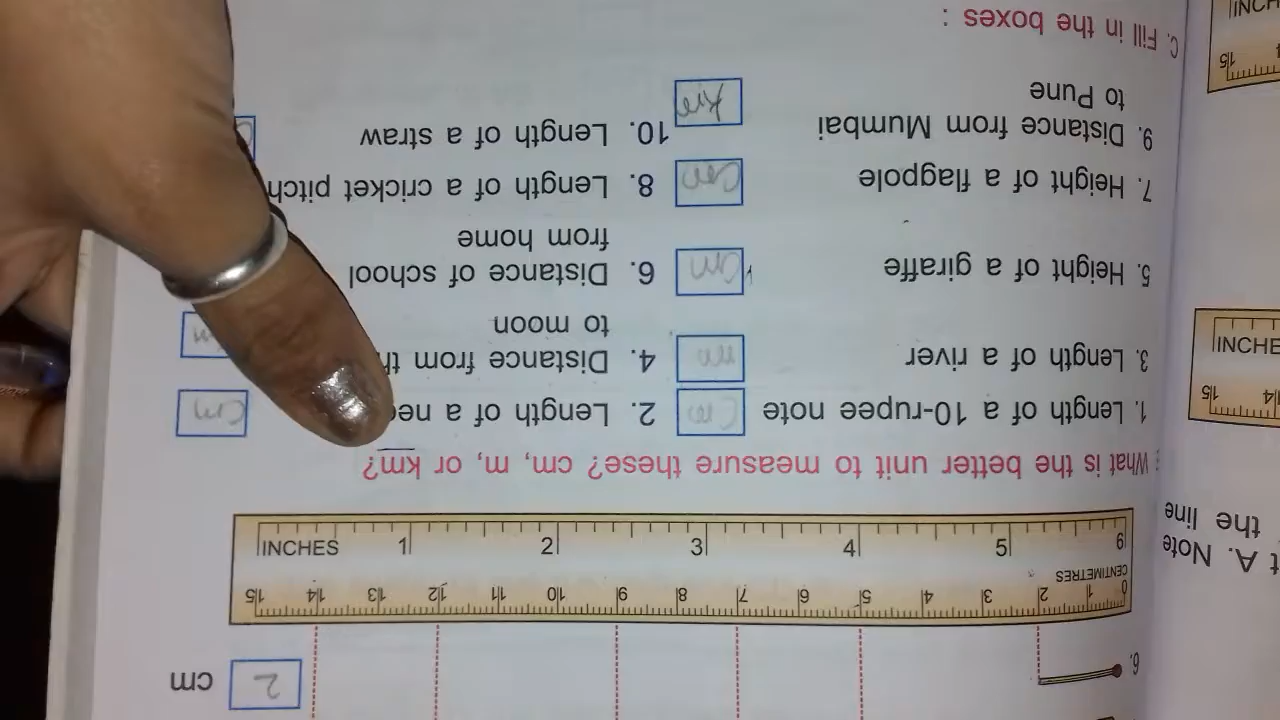 6.
2 cm
0 1 2 3 4 5 6 7 8 9 10 11 12 13 14 15
CENTIMETRES
INCHES 1 2 3 4 5 6
What is the better unit to measure these? cm, m, or km?
1. Length of a 10-rupee note cm 2. Length of a cm
3. Length of a river m 4. Distance from
to moon
5. Height of a giraffe cm 6. Distance of school
from home
7. Height of a flagpole cm 8. Length of a cricket pitch
9. Distance from Mumbai
to Pune km 10. Length of a straw
C. Fill in the boxes :
t A. Note
the line
INCHE
14 15
INCH
15